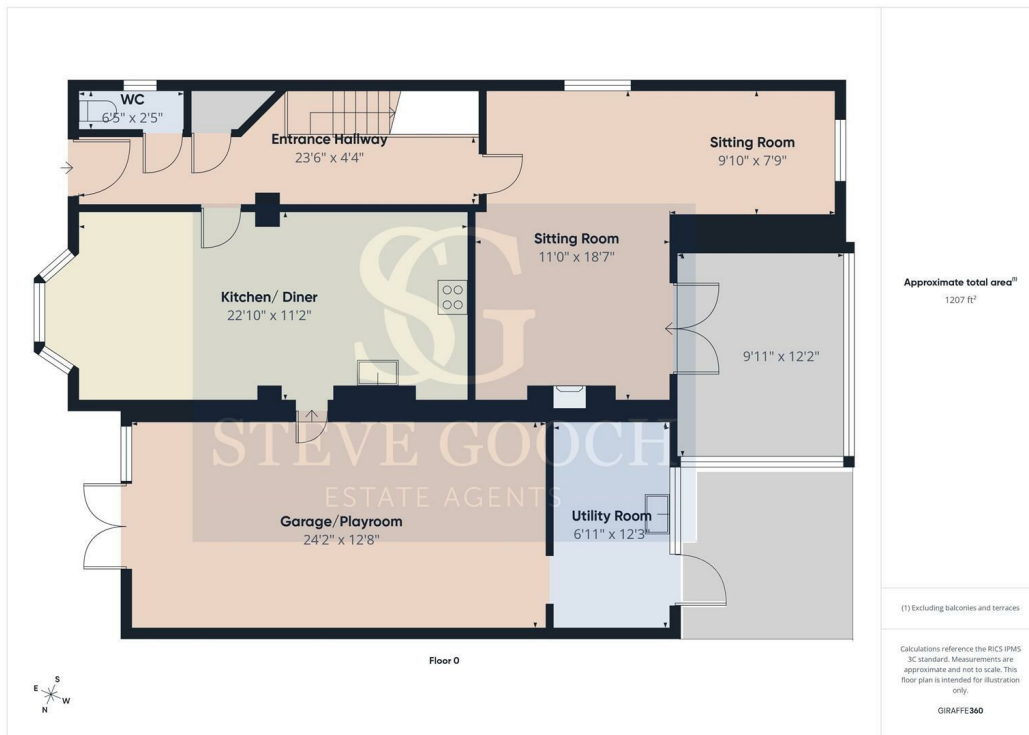 WC
6'5" x 2'5"
Entrance Hallway
23'6" x 4'4"
Sitting Room
9'10" x 7'9"
Sitting Room
11'0" x 18'7"
Kitchen/ Diner
22'10" x 11'2"
9'11" x 12'2"
SG
STEVE GOOCH
ESTATE AGENTS
Garage/Playroom
24'2" x 12'8"
Utility Room
6'11" x 12'3"
Floor 0
S
E
W
N
Approximate total area(1)
1207 ft²
(1) Excluding balconies and terraces
Calculations reference the RICS IPMS
3C standard. Measurements are
approximate and not to scale. This
floor plan is intended for illustration
only.
GIRAFFE360